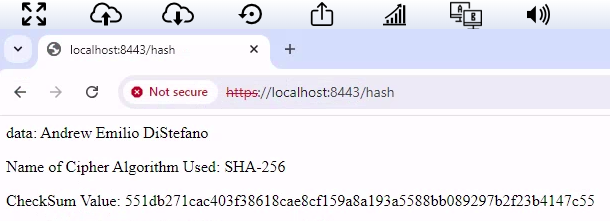 A
B
localhost:8443/hash
Not secure https://localhost:8443/hash
data: Andrew Emilio DiStefano
Name of Cipher Algorithm Used: SHA-256
CheckSum Value: 551db271cac403f38618cae8cf159a8a193a5588bb089297b2f23b4147c55